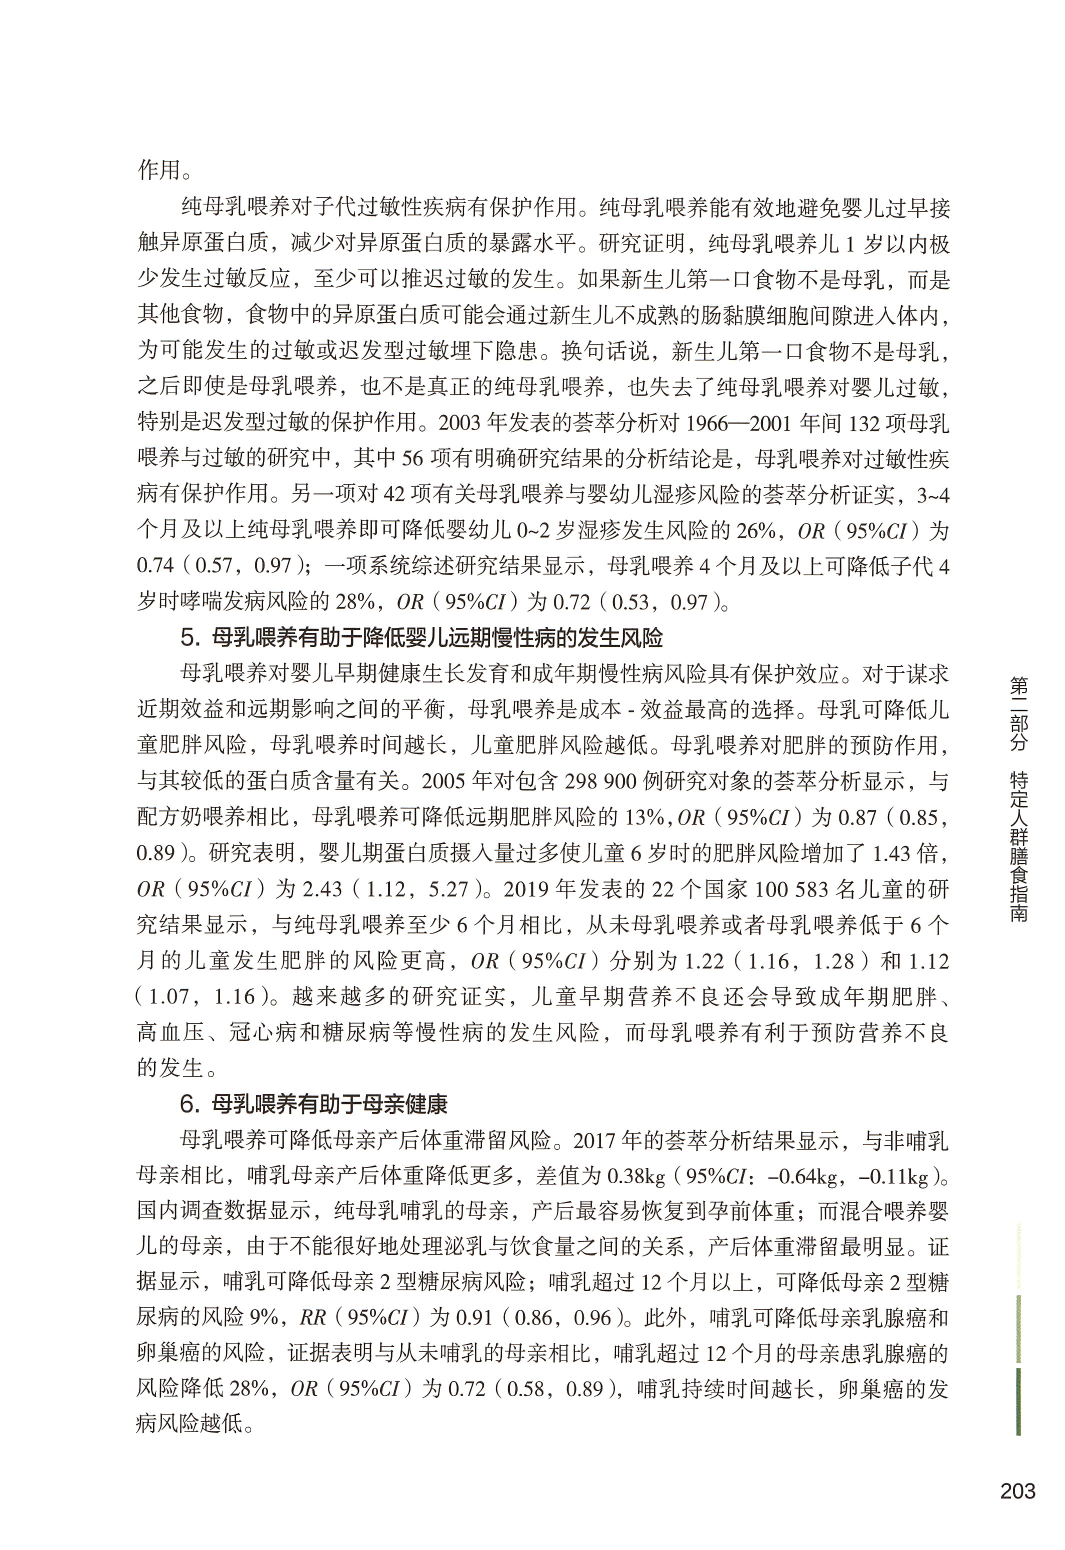 作用。
纯母乳喂养对子代过敏性疾病有保护作用。纯母乳喂养能有效地避免婴儿过早接
触异原蛋白质，减少对异原蛋白质的暴露水平。研究证明，纯母乳喂养儿 1 岁以内极
少发生过敏反应，至少可以推迟过敏的发生。如果新生儿第一口食物不是母乳，而是
其他食物，食物中的异原蛋白质可能会通过新生儿不成熟的肠黏膜细胞间隙进入体内，
为可能发生的过敏或迟发型过敏埋下隐患。换句话说，新生儿第一口食物不是母乳，
之后即使是母乳喂养，也不是真正的纯母乳喂养，也失去了纯母乳喂养对婴儿过敏，
特别是迟发型过敏的保护作用。2003 年发表的荟萃分析对 1966—2001 年间 132 项母乳
喂养与过敏的研究中，其中 56 项有明确研究结果的分析结论是，母乳喂养对过敏性疾
病有保护作用。另一项对 42 项有关母乳喂养与婴幼儿湿疹风险的荟萃分析证实，3~4
个月及以上纯母乳喂养即可降低婴幼儿 0~2 岁湿疹发生风险的 26%，OR（95%CI）为
0.74（0.57，0.97）；一项系统综述研究结果显示，母乳喂养 4 个月及以上可降低子代 4
岁时哮喘发病风险的 28%，OR（95%CI）为 0.72（0.53，0.97）。
5. 母乳喂养有助于降低婴儿远期慢性病的发生风险
母乳喂养对婴儿早期健康生长发育和成年期慢性病风险具有保护效应。对于谋求
近期效益和远期影响之间的平衡，母乳喂养是成本 - 效益最高的选择。母乳可降低儿
童肥胖风险，母乳喂养时间越长，儿童肥胖风险越低。母乳喂养对肥胖的预防作用，
与其较低的蛋白质含量有关。2005 年对包含 298 900 例研究对象的荟萃分析显示，与
配方奶喂养相比，母乳喂养可降低远期肥胖风险的 13%，OR（95%CI）为 0.87（0.85，
0.89）。研究表明，婴儿期蛋白质摄入量过多使儿童 6 岁时的肥胖风险增加了 1.43 倍，
OR（95%CI）为 2.43（1.12，5.27）。2019 年发表的 22 个国家 100 583 名儿童的研
究结果显示，与纯母乳喂养至少 6 个月相比，从未母乳喂养或者母乳喂养低于 6 个
月的儿童发生肥胖的风险更高，OR（95%CI）分别为 1.22（1.16，1.28）和 1.12
（1.07，1.16）。越来越多的研究证实，儿童早期营养不良还会导致成年期肥胖、
高血压、冠心病和糖尿病等慢性病的发生风险，而母乳喂养有利于预防营养不良
的发生。
6. 母乳喂养有助于母亲健康
母乳喂养可降低母亲产后体重滞留风险。2017 年的荟萃分析结果显示，与非哺乳
母亲相比，哺乳母亲产后体重降低更多，差值为 0.38kg（95%CI：–0.64kg，–0.11kg）。
国内调查数据显示，纯母乳哺乳的母亲，产后最容易恢复到孕前体重；而混合喂养婴
儿的母亲，由于不能很好地处理泌乳与饮食量之间的关系，产后体重滞留最明显。证
据显示，哺乳可降低母亲 2 型糖尿病风险；哺乳超过 12 个月以上，可降低母亲 2 型糖
尿病的风险 9%，RR（95%CI）为 0.91（0.86，0.96）。此外，哺乳可降低母亲乳腺癌和
卵巢癌的风险，证据表明与从未哺乳的母亲相比，哺乳超过 12 个月的母亲患乳腺癌的
风险降低 28%，OR（95%CI）为 0.72（0.58，0.89），哺乳持续时间越长，卵巢癌的发
病风险越低。
第二部分 特定人群膳食指南
203